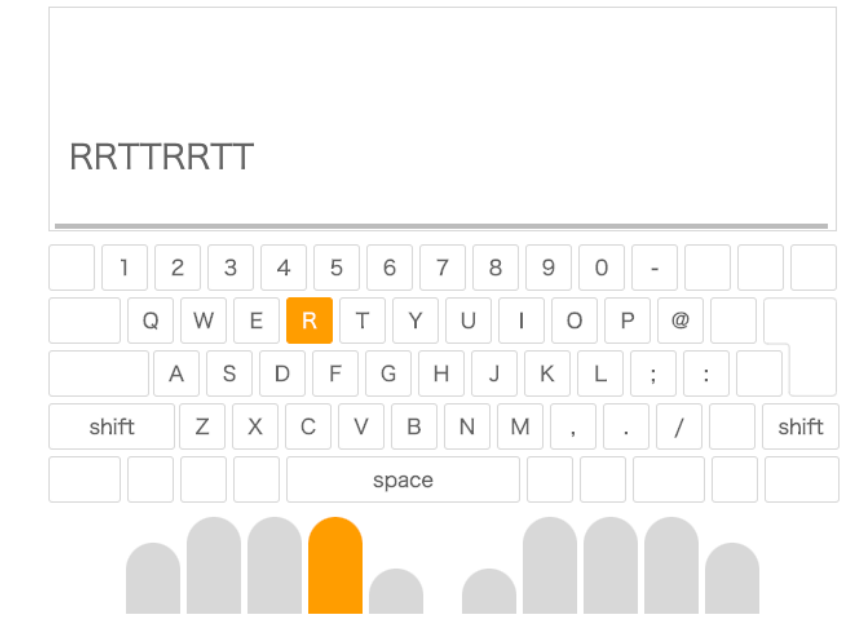 RRTTRRTT
1 2 3 4 5 6 7 8 9 0 -
Q W E R T Y U I O P @
A S D F G H J K L ; :
shift Z X C V B N M , . / shift
space